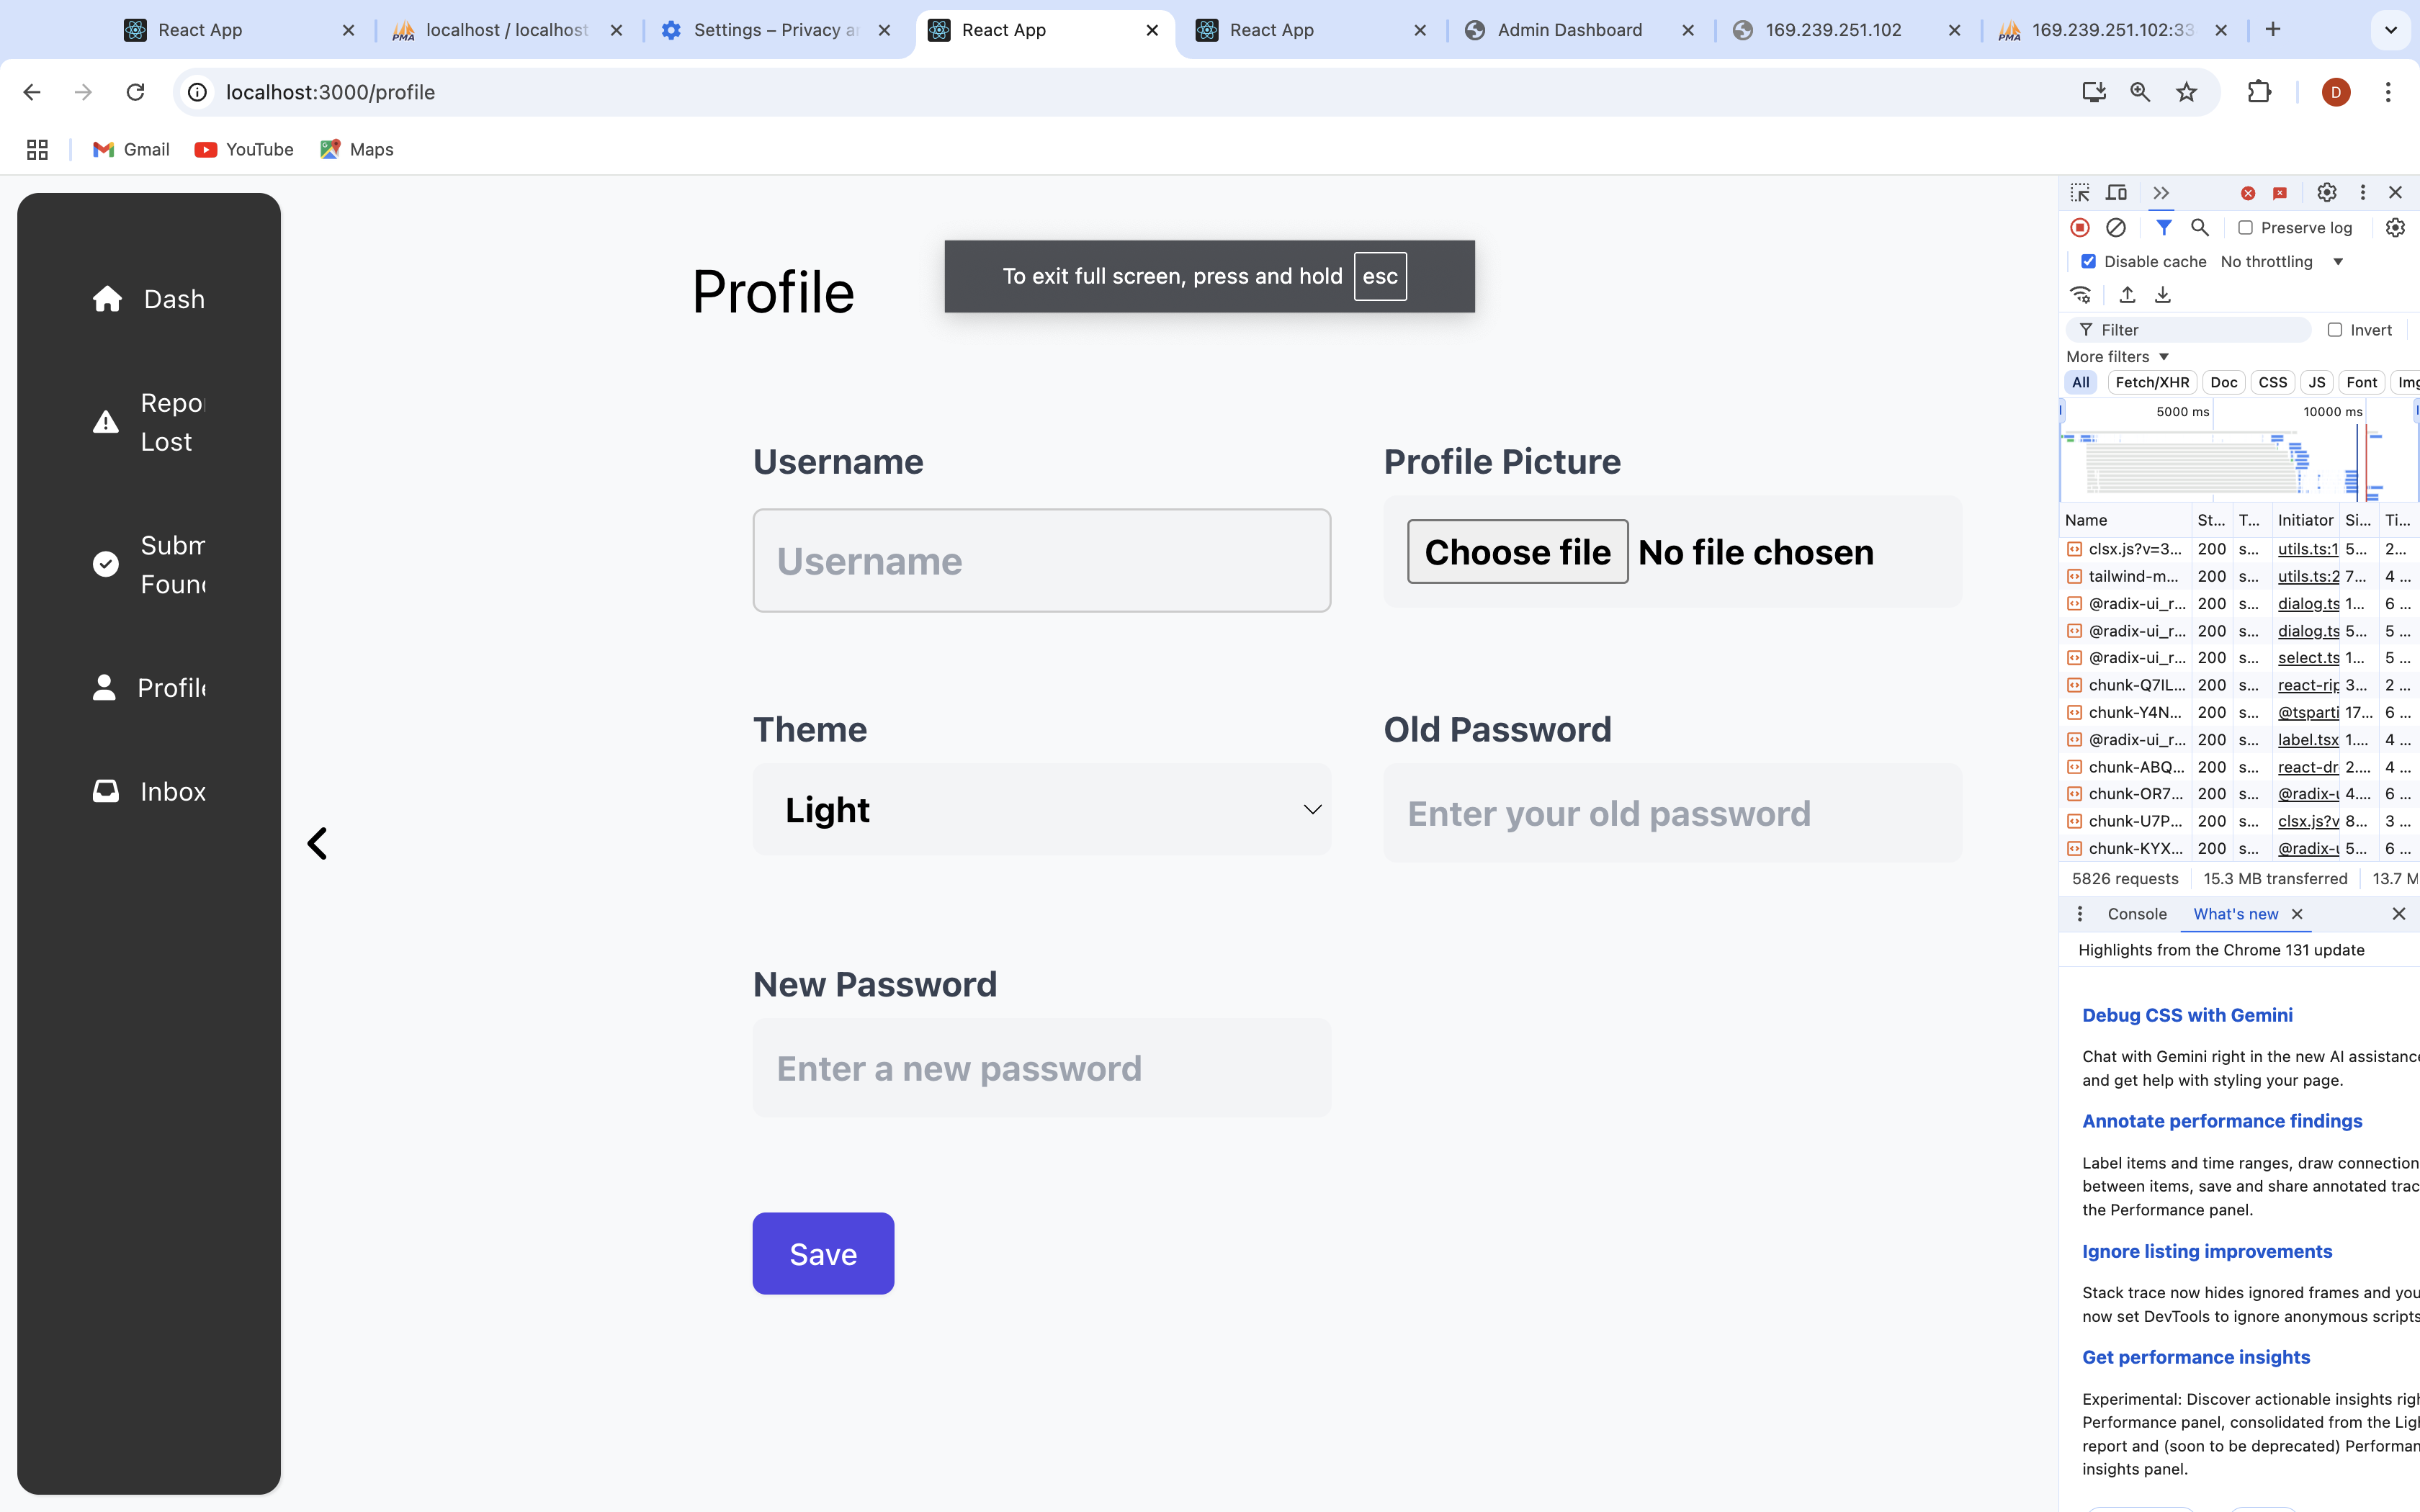 React App
localhost / localhost
Settings – Privacy an
React App
React App
Admin Dashboard
169.239.251.102
169.239.251.102:33
localhost:3000/profile
D
Gmail
YouTube
Maps
Dash
Repo
Lost
Subm
Foun
Profile
Inbox
Profile
To exit full screen, press and hold esc
Username
Username
Profile Picture
Choose file No file chosen
Theme
Light
Old Password
Enter your old password
New Password
Enter a new password
Save
Preserve log
Disable cache No throttling
Filter
Invert
More filters
All Fetch/XHR Doc CSS JS Font Img
5000 ms 10000 ms
Name St... T... Initiator Si... Ti...
clsx.js?v=3... 200 s... utils.ts:1 5... 2...
tailwind-m... 200 s... utils.ts:2 7... 4 ...
@radix-ui_r... 200 s... dialog.ts 1... 6 ...
@radix-ui_r... 200 s... dialog.ts 5... 5 ...
@radix-ui_r... 200 s... select.ts 1... 5 ...
chunk-Q7IL... 200 s... react-rip 3... 2 ...
chunk-Y4N... 200 s... @tsparti 17... 6 ...
@radix-ui_r... 200 s... label.tsx 1.... 4 ...
chunk-ABQ... 200 s... react-dr 2.... 4 ...
chunk-OR7... 200 s... @radix-u 4.... 6 ...
chunk-U7P... 200 s... clsx.js?v 8... 3 ...
chunk-KYX... 200 s... @radix-u 5... 6 ...
5826 requests 15.3 MB transferred 13.7 M
Console What's new
Highlights from the Chrome 131 update
Debug CSS with Gemini
Chat with Gemini right in the new AI assistance
and get help with styling your page.
Annotate performance findings
Label items and time ranges, draw connection
between items, save and share annotated trac
the Performance panel.
Ignore listing improvements
Stack trace now hides ignored frames and you
now set DevTools to ignore anonymous scripts
Get performance insights
Experimental: Discover actionable insights righ
Performance panel, consolidated from the Ligh
report and (soon to be deprecated) Performan
insights panel.